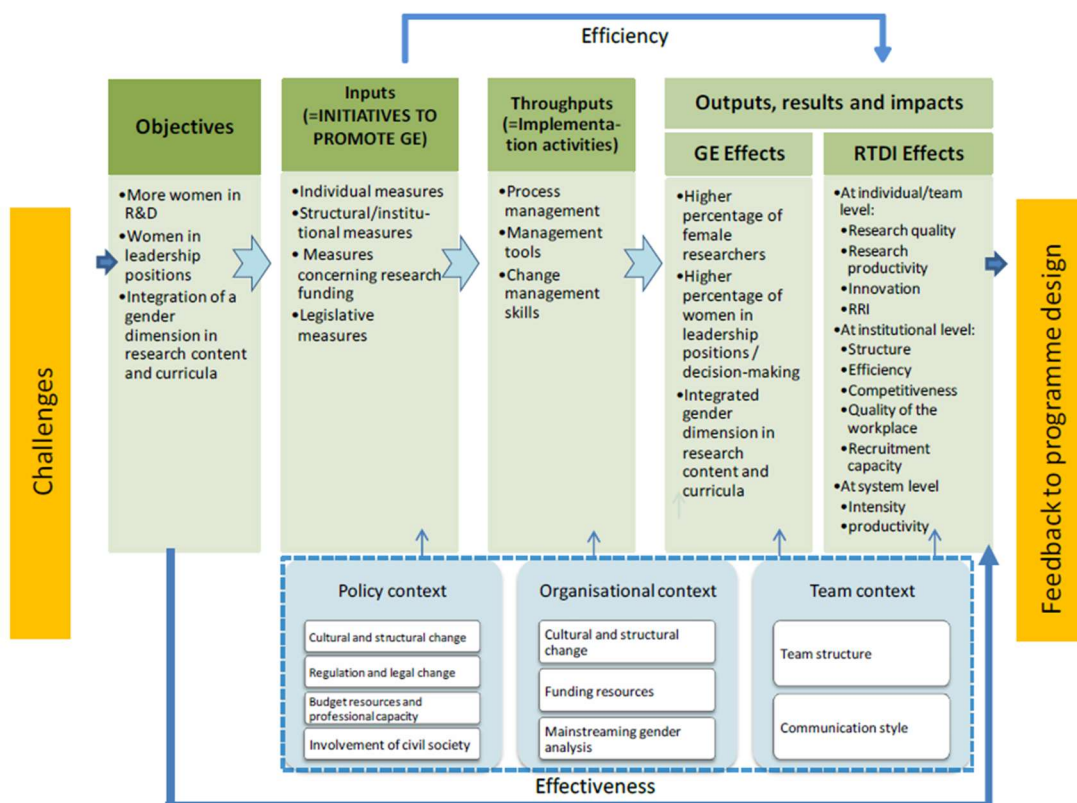 Efficiency
Challenges
Objectives
•More women in
R&D
•Women in
leadership
positions
•Integration of a
gender
dimension in
research content
and curricula
Inputs
(=INITIATIVES TO
PROMOTE GE)
•Individual measures
•Structural/institu-
tional measures
• Measures
concerning research
funding
•Legislative
measures
Throughputs
(=Implementa-
tion activities)
•Process
management
•Management
tools
•Change
management
skills
Outputs, results and impacts
GE Effects
•Higher
percentage of
female
researchers
•Higher
percentage of
women in
leadership
positions /
decision-making
•Integrated
gender
dimension in
research
content and
curricula
RTDI Effects
•At individual/team
level:
•Research quality
•Research
productivity
•Innovation
•RRI
•At institutional level:
•Structure
•Efficiency
•Competitiveness
•Quality of the
workplace
•Recruitment
capacity
•At system level
•Intensity
•productivity
Feedback to programme design
Policy context
Cultural and structural change
Regulation and legal change
Budget resources and
professional capacity
Involvement of civil society
Organisational context
Cultural and structural
change
Funding resources
Mainstreaming gender
analysis
Team context
Team structure
Communication style
Effectiveness